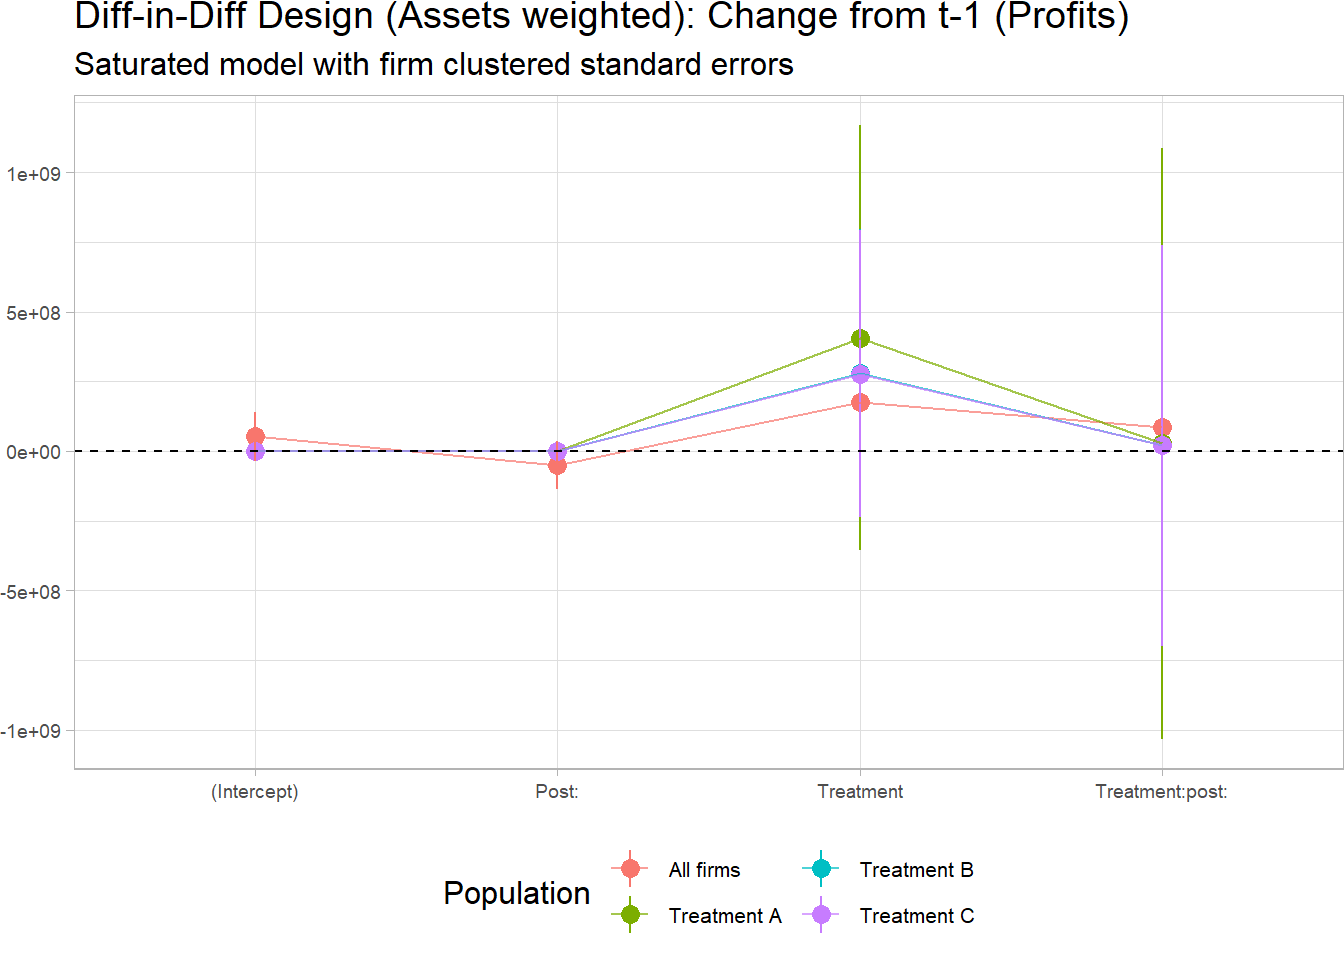 Diff-in-Diff Design (Assets weighted): Change from t-1 (Profits)
Saturated model with firm clustered standard errors
1e+09
5e+08
0e+00
-5e+08
-1e+09
(Intercept) Post: Treatment Treatment:post:
Population
All firms Treatment B
Treatment A Treatment C